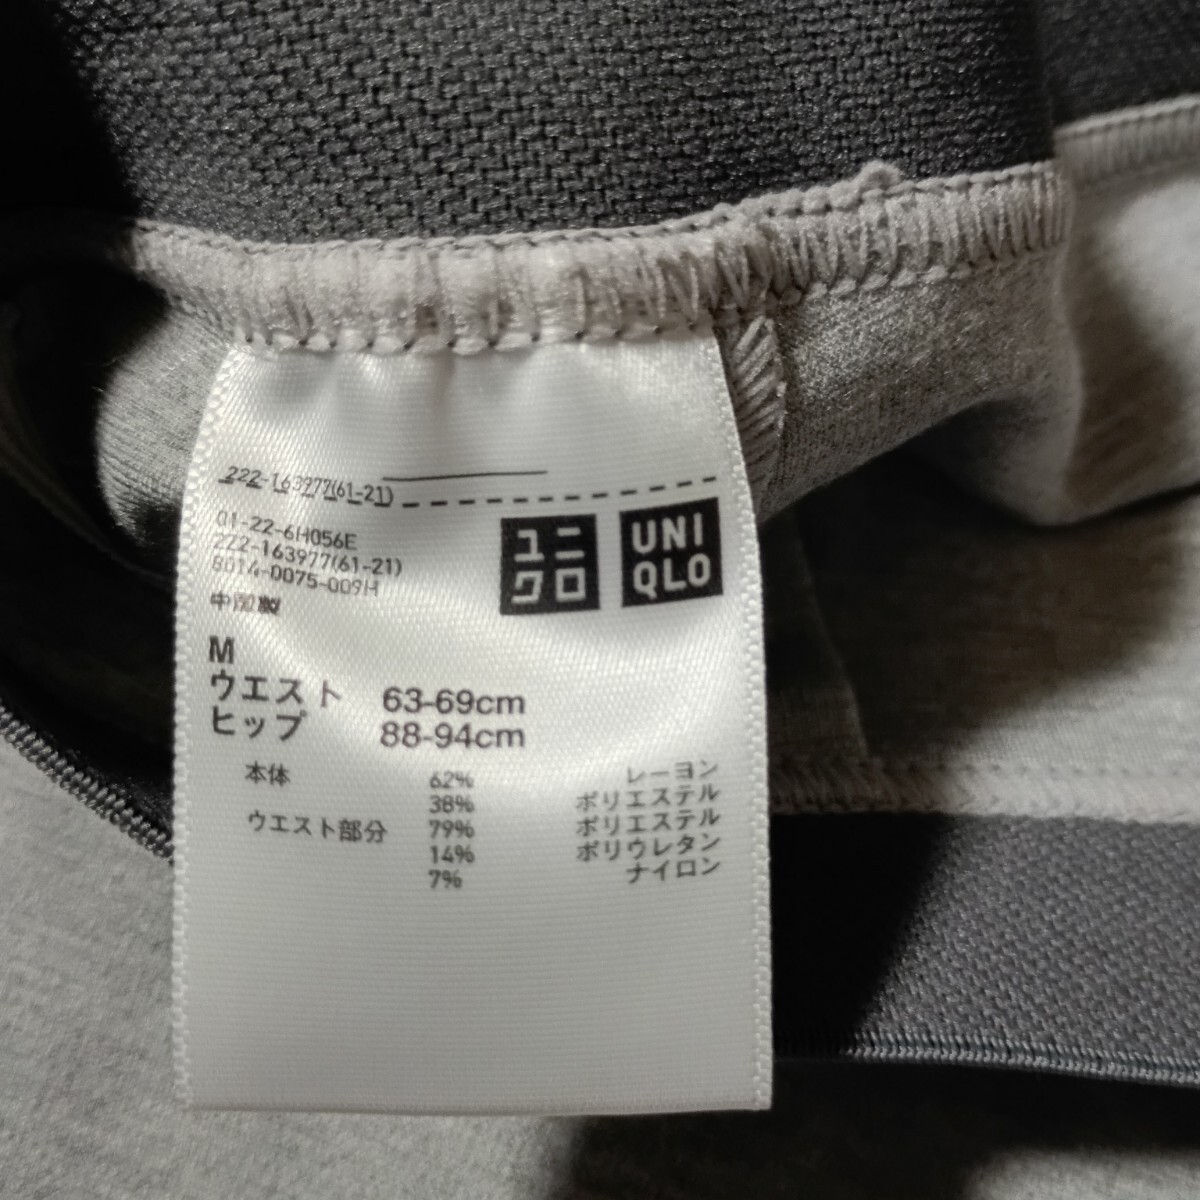 222-163977(61-21)
01-22-6H056E
222-163977(61-21)
8014-0075-009H
中国製
ユニ
クロ
UNI
QLO
M
ウエスト 63-69cm
ヒップ 88-94cm
本体 62% レーヨン
38% ポリエステル
ウエスト部分 79% ポリエステル
14% ポリウレタン
7% ナイロン